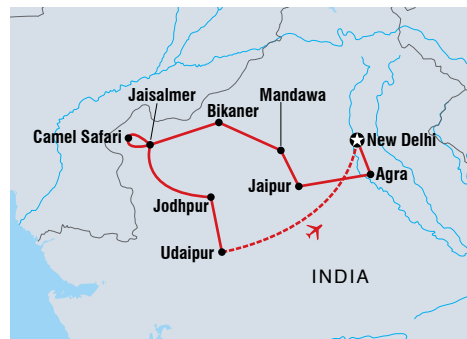 Jaisalmer
Mandawa
Bikaner
Camel Safari
New Delhi
Jaipur
Agra
Jodhpur
Udaipur
INDIA